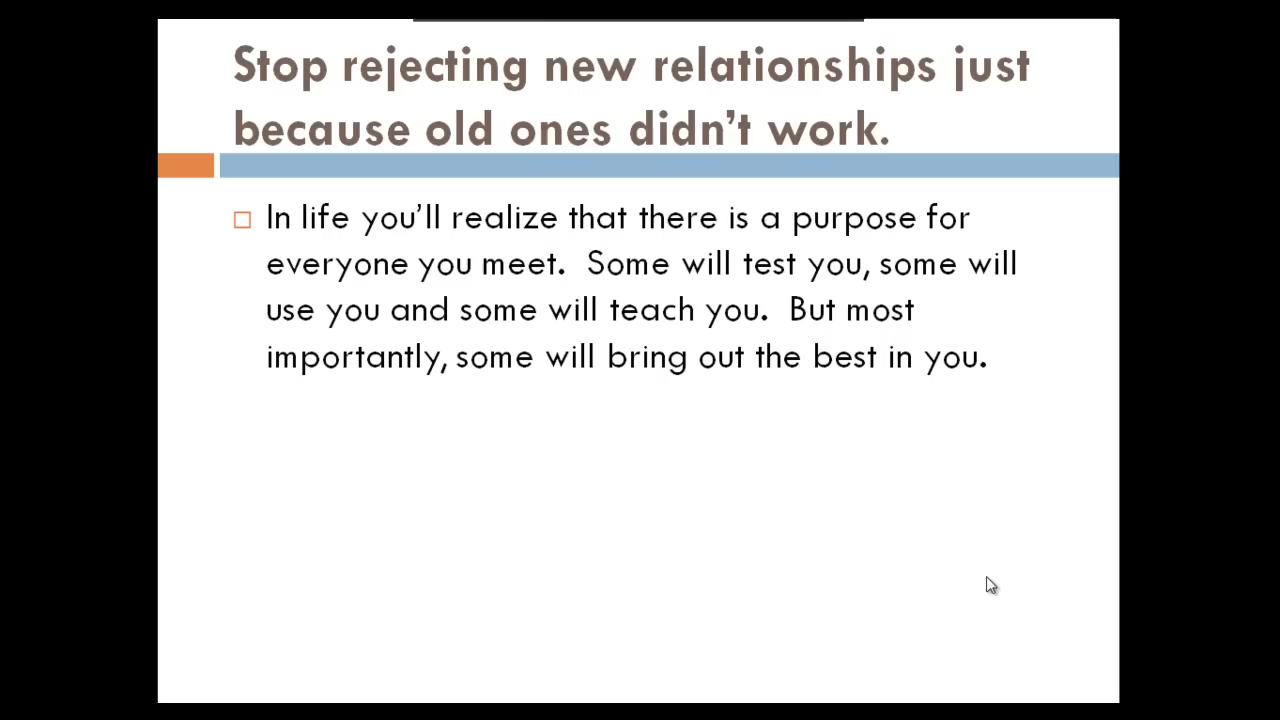 Stop rejecting new relationships just
because old ones didn’t work.
In life you’ll realize that there is a purpose for
everyone you meet.  Some will test you, some will
use you and some will teach you.  But most
importantly, some will bring out the best in you.